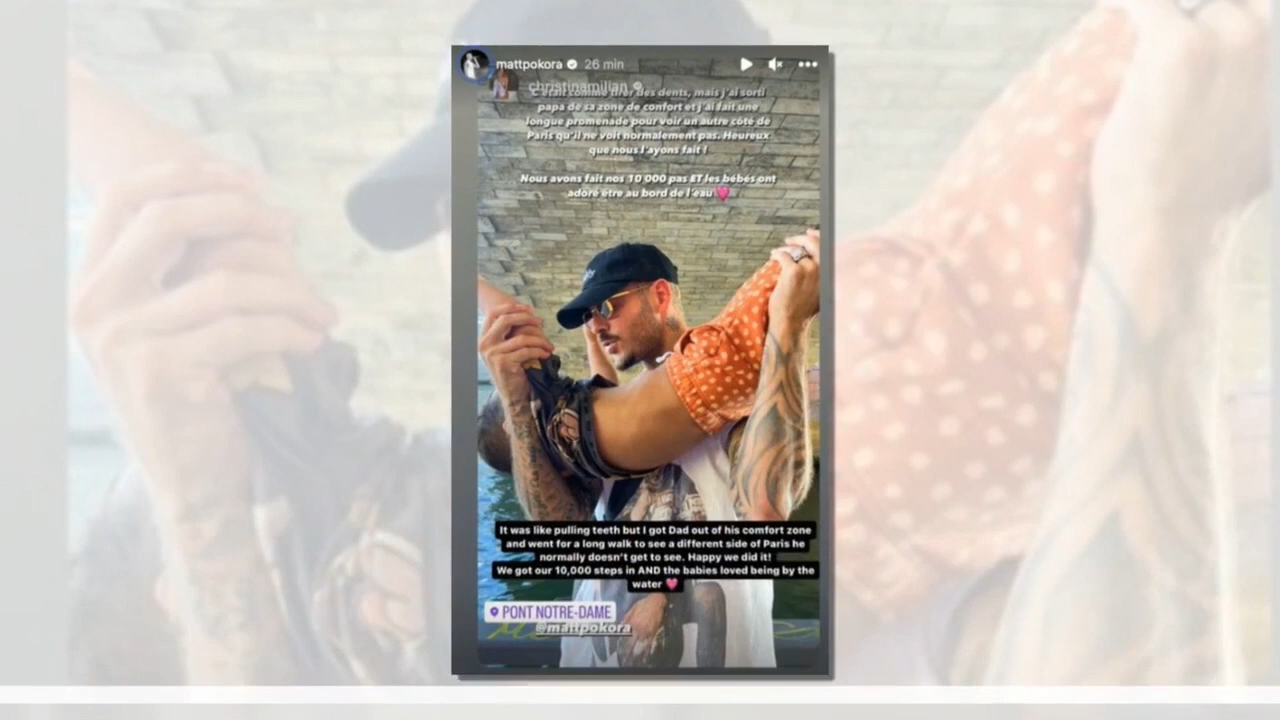 mattpokora 26 min
christinamilian
C'était comme tirer des dents, mais j'ai sorti
papa de sa zone de confort et j'ai fait une
longue promenade pour voir un autre côté de
Paris qu'il ne voit normalement pas. Heureux
que nous l'ayons fait !
Nous avons fait nos 10 000 pas ET les bébés ont
adoré être au bord de l'eau
It was like pulling teeth but I got Dad out of his comfort zone
and went for a long walk to see a different side of Paris he
normally doesn't get to see. Happy we did it!
We got our 10,000 steps in AND the babies loved being by the
water
PONT NOTRE-DAME
@mattpokora